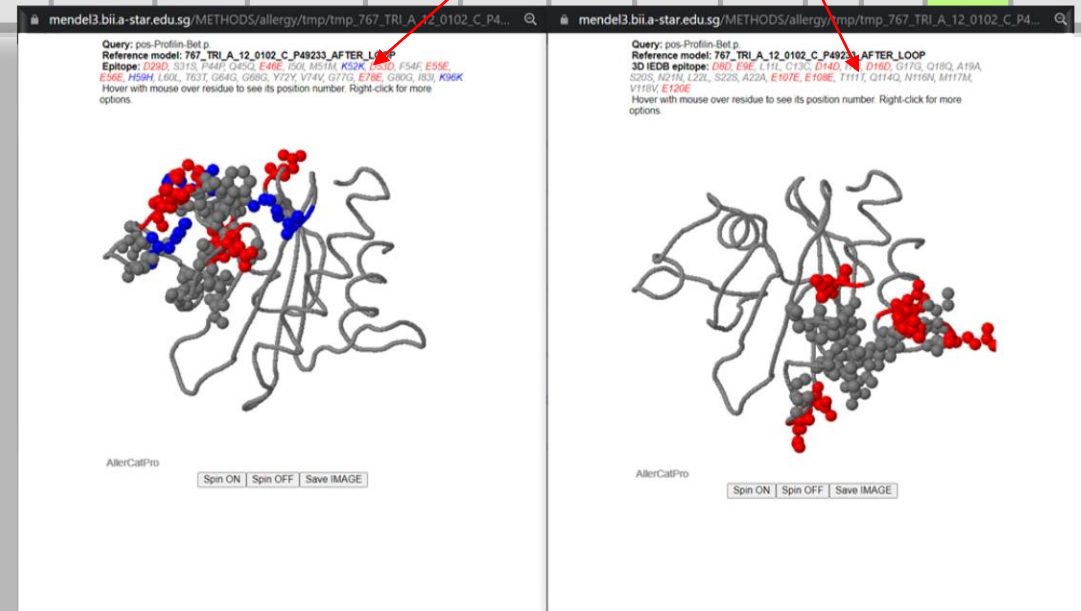 mendel3.bii.a-star.edu.sg/METHODS/allergy/tmp/tmp_767_TRI_A_12_0102_C_P4...
Query: pos-Profilin-Bet.p.
Reference model: 767_TRI_A_12_0102_C_P49233_AFTER_LOOP
Epitope: D29D, S31S, P44P, Q45Q, E46E, I50I, M51M, K52K, D53D, F54F, E55E,
E56E, H59H, L60L, T63T, G64G, G68G, Y72Y, V74V, G77G, E78E, G80G, I83I, K96K
Hover with mouse over residue to see its position number. Right-click for more
options.
AllerCatPro
Spin ON Spin OFF Save IMAGE
mendel3.bii.a-star.edu.sg/METHODS/allergy/tmp/tmp_767_TRI_A_12_0102_C_P4...
Query: pos-Profilin-Bet.p.
Reference model: 767_TRI_A_12_0102_C_P49233_AFTER_LOOP
3D IEDB epitope: D8D, E9E, L11L, C13C, D14D, D16D, G17G, Q18Q, A19A,
S20S, N21N, L22L, S22S, A22A, E107E, E108E, T111T, Q114Q, N116N, M117M,
V118V, E120E
Hover with mouse over residue to see its position number. Right-click for more
options.
AllerCatPro
Spin ON Spin OFF Save IMAGE